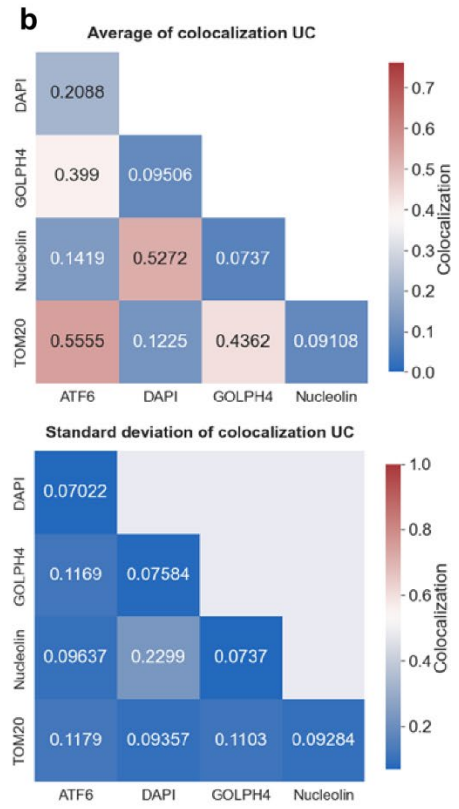 b
Average of colocalization UC
DAPI
0.2088
GOLPH4
0.399 0.09506
Nucleolin
0.1419 0.5272 0.0737
TOM20
0.5555 0.1225 0.4362 0.09108
ATF6 DAPI GOLPH4 Nucleolin
0.7
0.6
0.5
0.4
0.3
0.2
0.1
0.0
Colocalization
Standard deviation of colocalization UC
DAPI
0.07022
GOLPH4
0.1169 0.07584
Nucleolin
0.09637 0.2299 0.0737
TOM20
0.1179 0.09357 0.1103 0.09284
ATF6 DAPI GOLPH4 Nucleolin
1.0
0.8
0.6
0.4
0.2
Colocalization